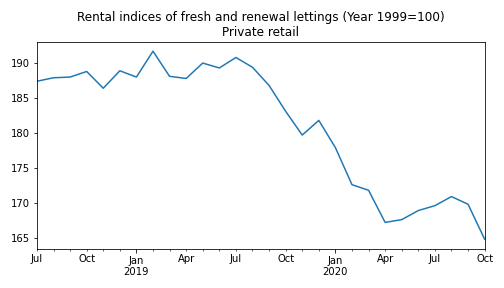 Rental indices of fresh and renewal lettings (Year 1999=100)
Private retail
190
185
180
175
170
165
Jul Oct Jan Apr Jul Oct Jan Apr Jul Oct
2019 2020